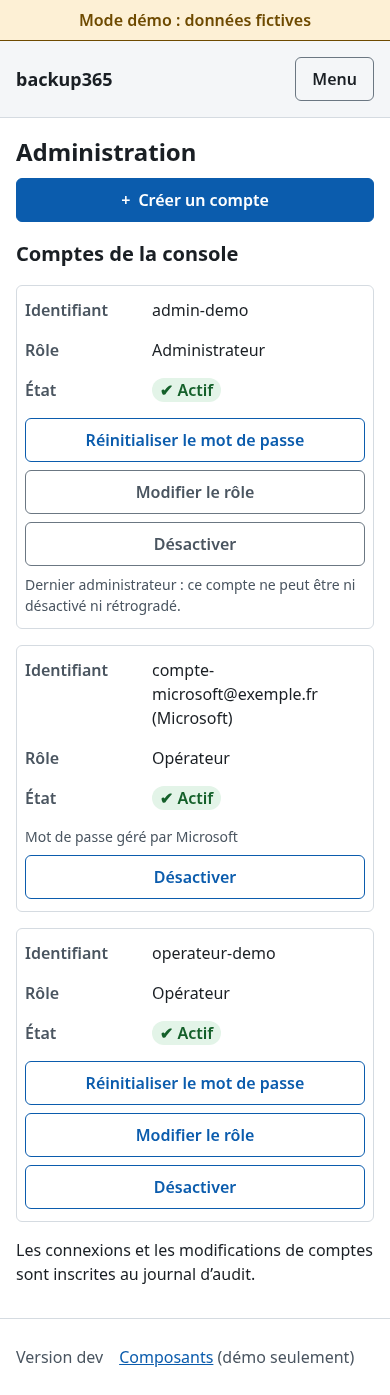 Mode démo : données fictives
backup365
Menu
Administration
+ Créer un compte
Comptes de la console
Identifiant admin-demo
Rôle Administrateur
État ✔ Actif
Réinitialiser le mot de passe
Modifier le rôle
Désactiver
Dernier administrateur : ce compte ne peut être ni
désactivé ni rétrogradé.
Identifiant compte-
microsoft@exemple.fr
(Microsoft)
Rôle Opérateur
État ✔ Actif
Mot de passe géré par Microsoft
Désactiver
Identifiant operateur-demo
Rôle Opérateur
État ✔ Actif
Réinitialiser le mot de passe
Modifier le rôle
Désactiver
Les connexions et les modifications de comptes
sont inscrites au journal d’audit.
Version dev Composants (démo seulement)